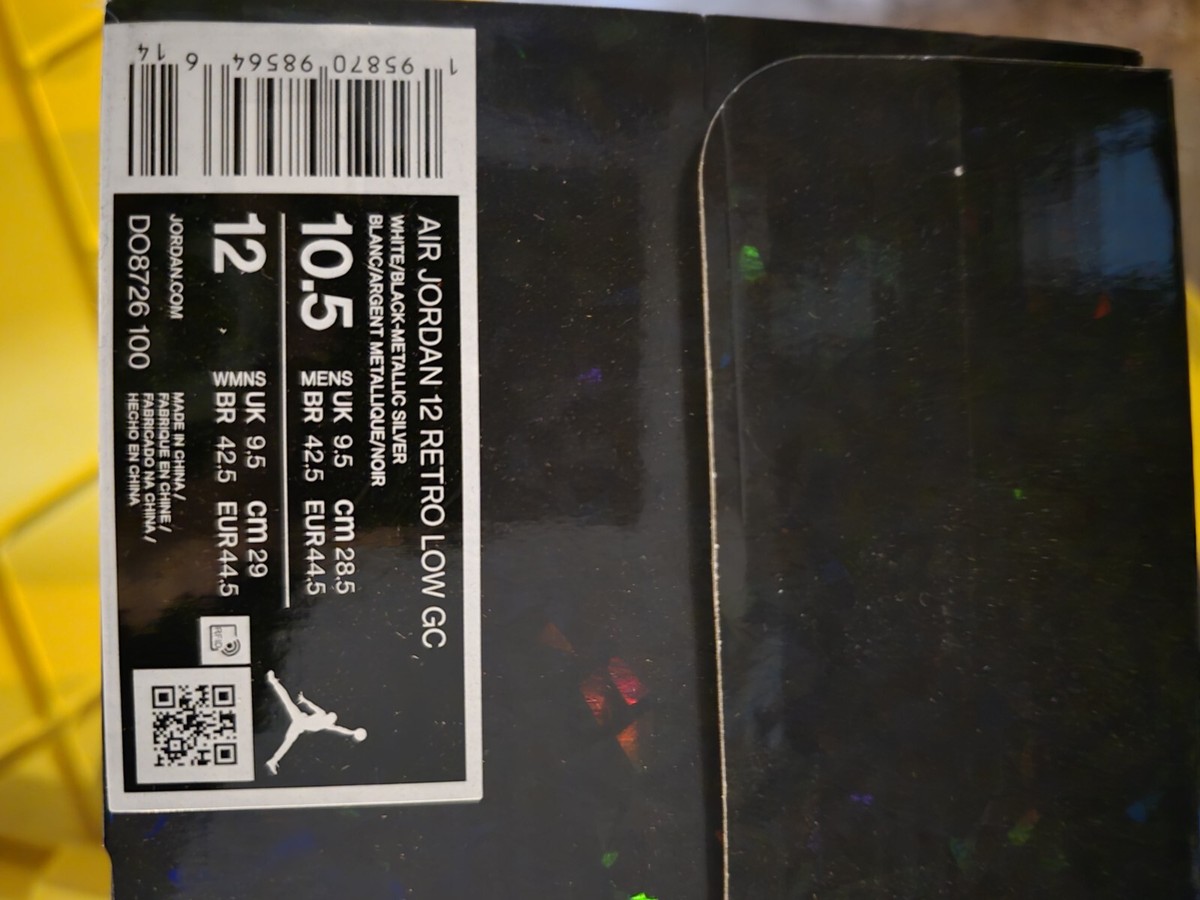 AIR JORDAN 12 RETRO LOW GC
WHITE/BLACK-METALLIC SILVER
BLANC/ARGENT METALLIQUE/NOIR
10.5 MENS UK 9.5 cm 28.5
BR 42.5 EUR 44.5
12 WMNS UK 9.5 cm 29
BR 42.5 EUR 44.5
JORDAN.COM
DO8726 100
MADE IN CHINA /
FABRIQUE EN CHINE /
FABRICADO NA CHINA /
HECHO EN CHINA
RFID
1 95870 98564 6 14